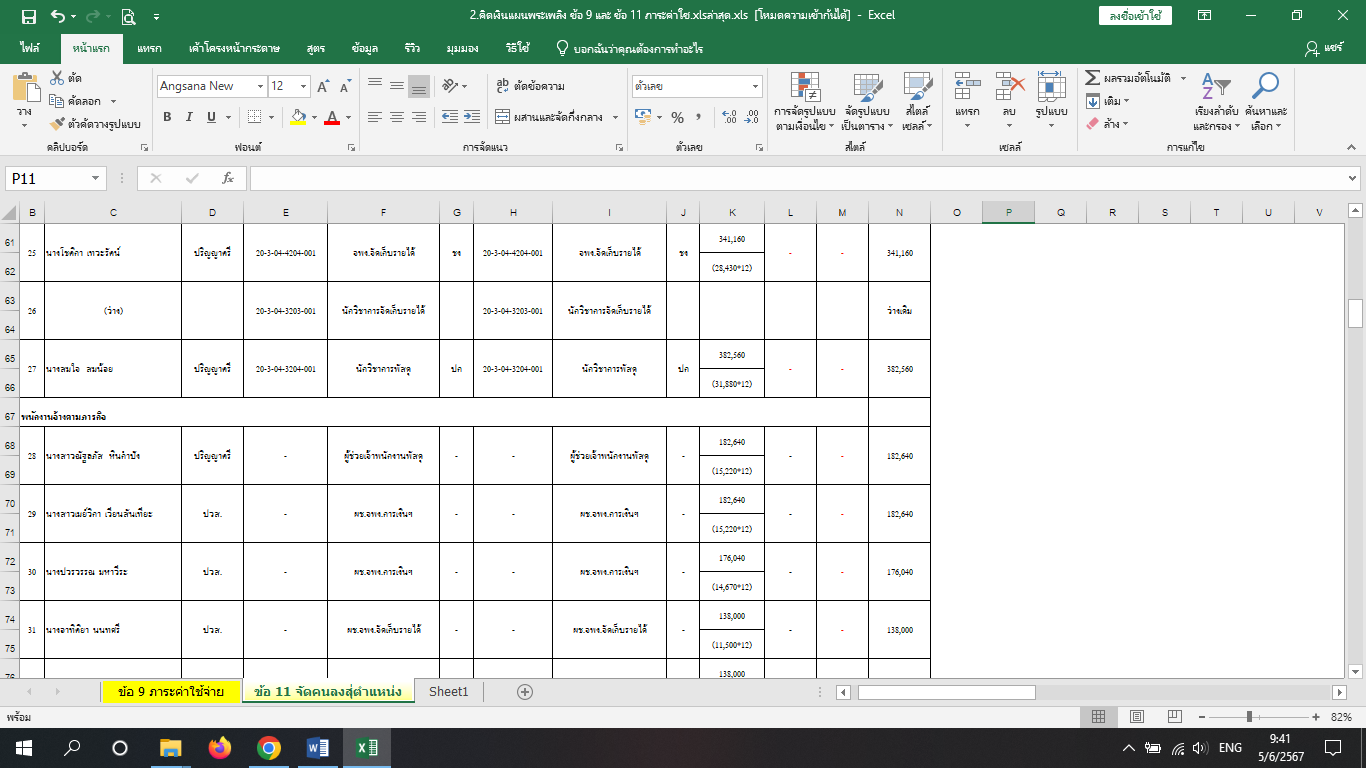 2.คิดเงินแผนพระเพลิง ข้อ 9 และ ข้อ 11 ภาระค่าใช้.xlsล่าสุด.xls [โหมดความเข้ากันได้] - Excel
ลงชื่อเข้าใช้
ไฟล์ หน้าแรก แทรก เค้าโครงหน้ากระดาษ สูตร ข้อมูล รีวิว มุมมอง วิธีใช้ บอกฉันว่าคุณต้องการทำอะไร แชร์
วาง
ตัด
คัดลอก
ตัวคัดวางรูปแบบ
คลิปบอร์ด
Angsana New 12
B I U
ฟอนต์
ตัดข้อความ
ผสานและจัดกึ่งกลาง
การจัดแนว
ตัวเลข
ตัวเลข
การจัดรูปแบบตามเงื่อนไข
จัดรูปแบบเป็นตาราง
สไตล์เซลล์
สไตล์
แทรก ลบ รูปแบบ
เซลล์
ผลรวมอัตโนมัติ
เติม
ล้าง
เรียงลำดับและกรอง
ค้นหาและเลือก
การแก้ไข
P11 fx
B C D E F G H I J K L M N O P Q R S T U V
61 341,160
25 นางโชติกา เทวะรัตน์ ปริญญาตรี 20-3-04-4204-001 จพง.จัดเก็บรายได้ ชง 20-3-04-4204-001 จพง.จัดเก็บรายได้ ชง - - 341,160
62 (28,430*12)
63
26 (ว่าง) 20-3-04-3203-001 นักวิชาการจัดเก็บรายได้ 20-3-04-3203-001 นักวิชาการจัดเก็บรายได้ ว่างเดิม
64
65 382,560
27 นางสมใจ ลมน้อย ปริญญาตรี 20-3-04-3204-001 นักวิชาการพัสดุ ปก 20-3-04-3204-001 นักวิชาการพัสดุ ปก - - 382,560
66 (31,880*12)
67 พนักงานจ้างตามภารกิจ
68 182,640
28 ปริญญาตรี - ผู้ช่วยเจ้าพนักงานพัสดุ - - ผู้ช่วยเจ้าพนักงานพัสดุ - - - 182,640
69 (15,220*12)
70 182,640
29 ปวส. - ผช.จพง.การเงินฯ - - ผช.จพง.การเงินฯ - - - 182,640
71 (15,220*12)
72 176,040
30 นางปวรวรรณ มหาวีระ ปวส. - ผช.จพง.การเงินฯ - - ผช.จพง.การเงินฯ - - - 176,040
73 (14,670*12)
74 138,000
31 นางอาทิติยา นนทศรี ปวส. - ผช.จพง.จัดเก็บรายได้ - - ผช.จพง.จัดเก็บรายได้ - - - 138,000
75 (11,500*12)
76 138,000
ข้อ 9 ภาระค่าใช้จ่าย ข้อ 11 จัดคนลงสู่ตำแหน่ง Sheet1
พร้อม 82%
ENG 9:41
5/6/2567